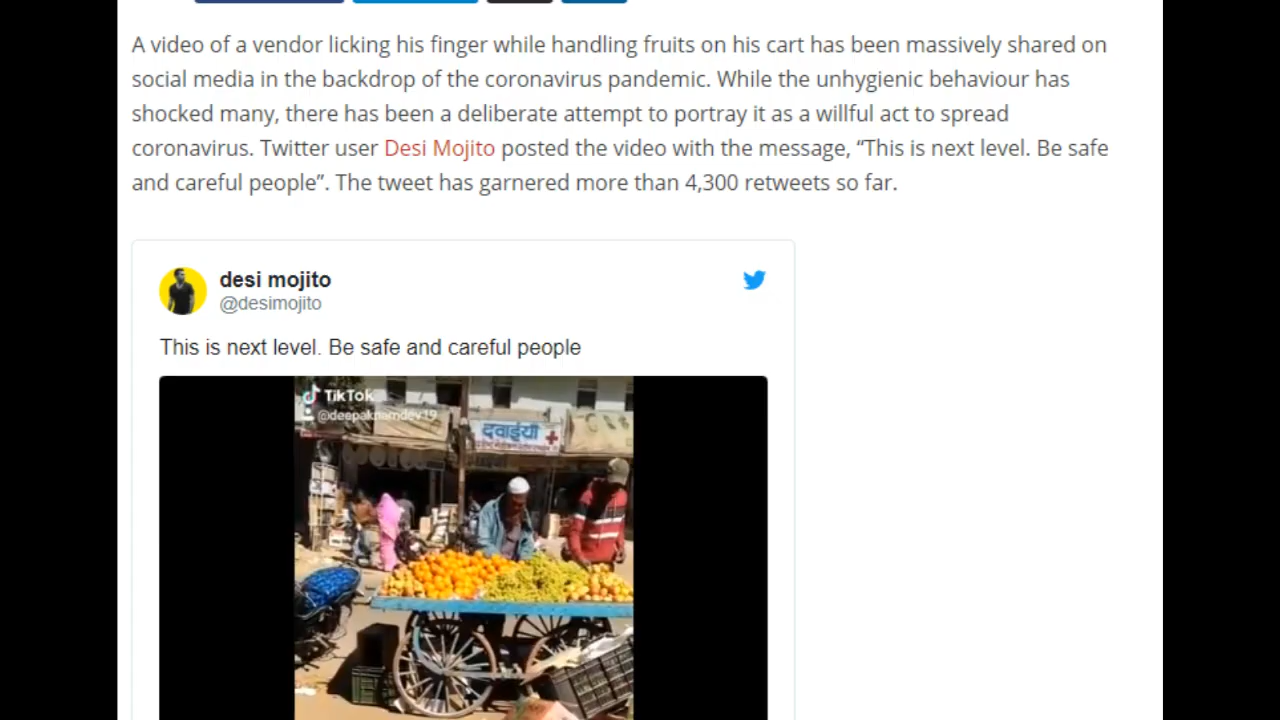 A video of a vendor licking his finger while handling fruits on his cart has been massively shared on
social media in the backdrop of the coronavirus pandemic. While the unhygienic behaviour has
shocked many, there has been a deliberate attempt to portray it as a willful act to spread
coronavirus. Twitter user Desi Mojito posted the video with the message, “This is next level. Be safe
and careful people”. The tweet has garnered more than 4,300 retweets so far.
desi mojito
@desimojito
This is next level. Be safe and careful people
TikTok
@deepaknamdev19
दवाईयाँ